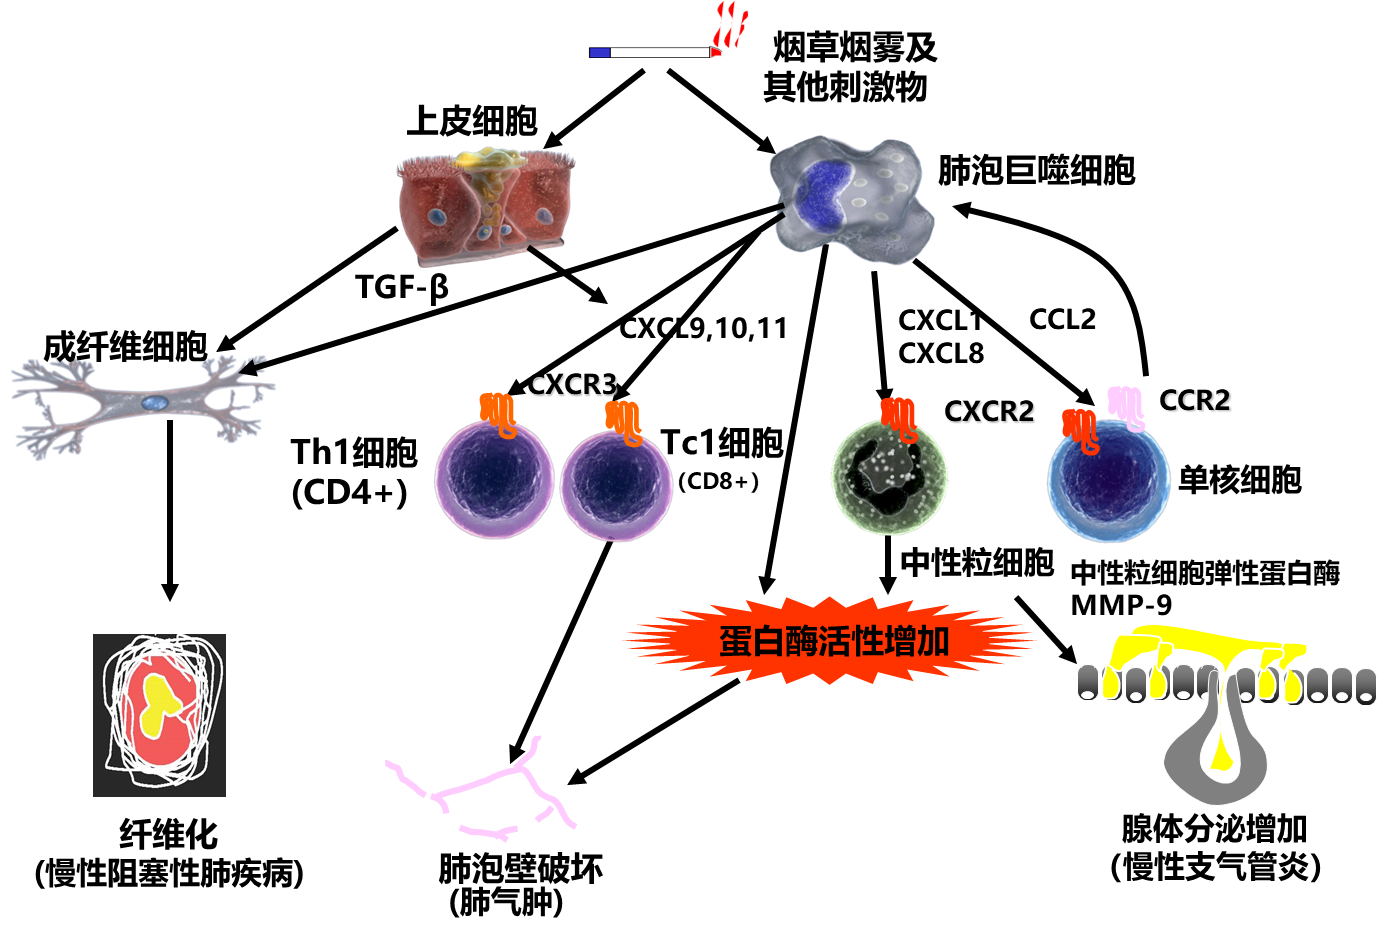 烟草烟雾及
其他刺激物
上皮细胞
肺泡巨噬细胞
TGF-β
成纤维细胞
CXCL9,10,11
CXCL1
CXCL8
CCL2
CXCR3
CXCR2
CCR2
Th1细胞
(CD4+)
Tc1细胞
(CD8+)
单核细胞
中性粒细胞
中性粒细胞弹性蛋白酶
MMP-9
蛋白酶活性增加
纤维化
(慢性阻塞性肺疾病)
肺泡壁破坏
(肺气肿)
腺体分泌增加
(慢性支气管炎)